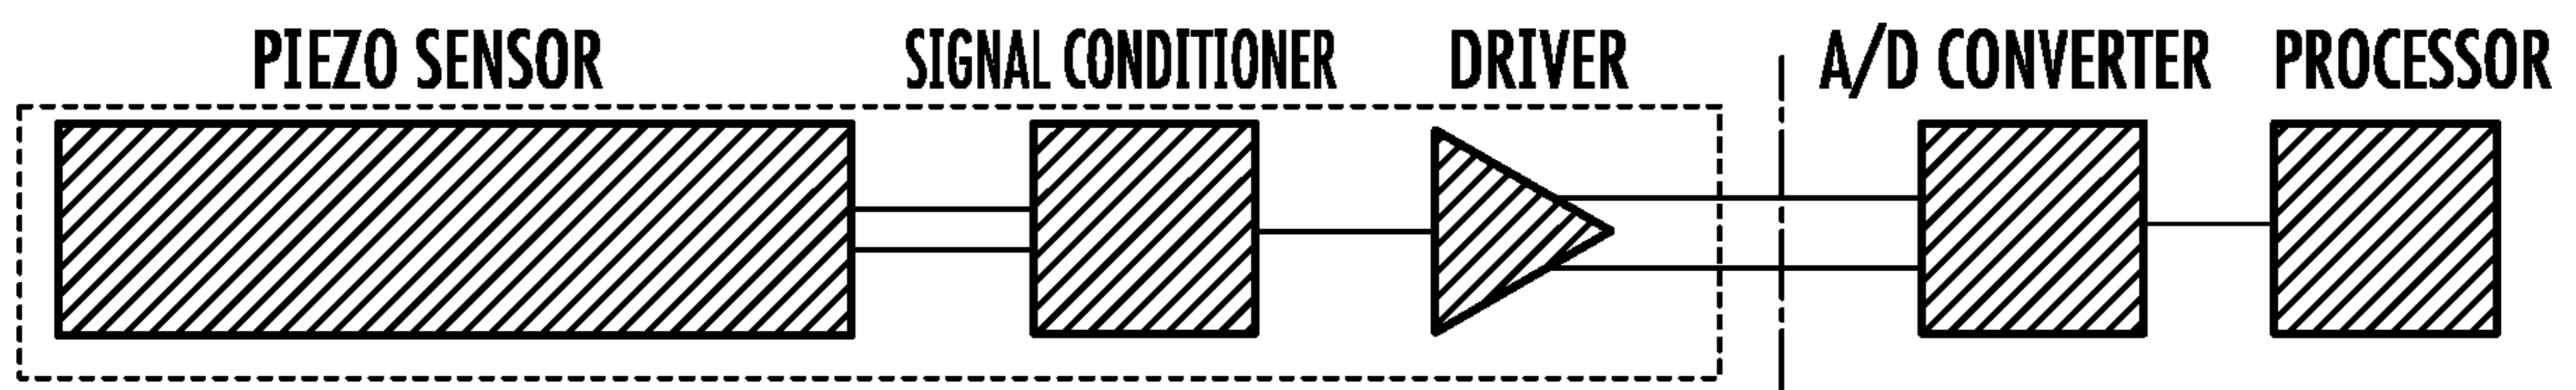 PIEZO SENSOR SIGNAL CONDITIONER DRIVER A/D CONVERTER PROCESSOR